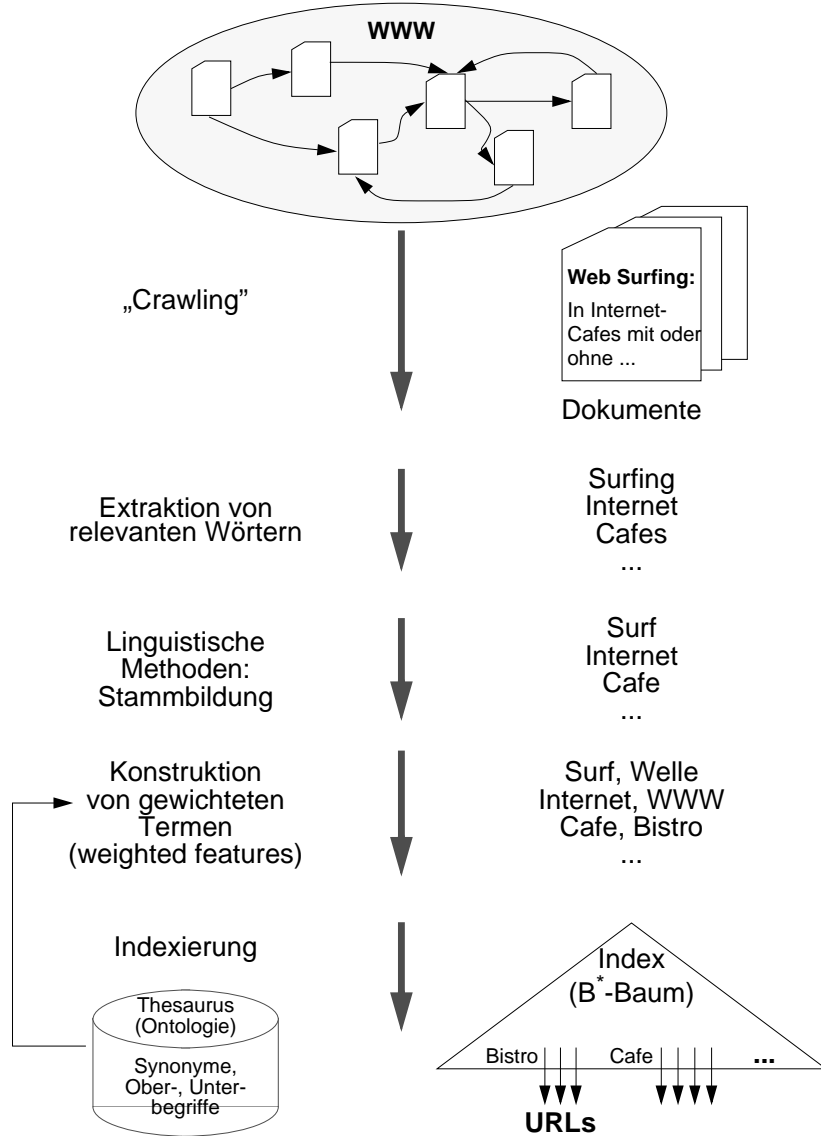 WWW
„Crawling”
Web Surfing:
In Internet-
Cafes mit oder
ohne ...
Dokumente
Extraktion von
relevanten Wörtern
Surfing
Internet
Cafes
...
Linguistische
Methoden:
Stammbildung
Surf
Internet
Cafe
...
Konstruktion
von gewichteten
Termen
(weighted features)
Surf, Welle
Internet, WWW
Cafe, Bistro
...
Indexierung
Thesaurus
(Ontologie)
Synonyme,
Ober-, Unter-
begriffe
Index
(B*-Baum)
Bistro Cafe ...
URLs